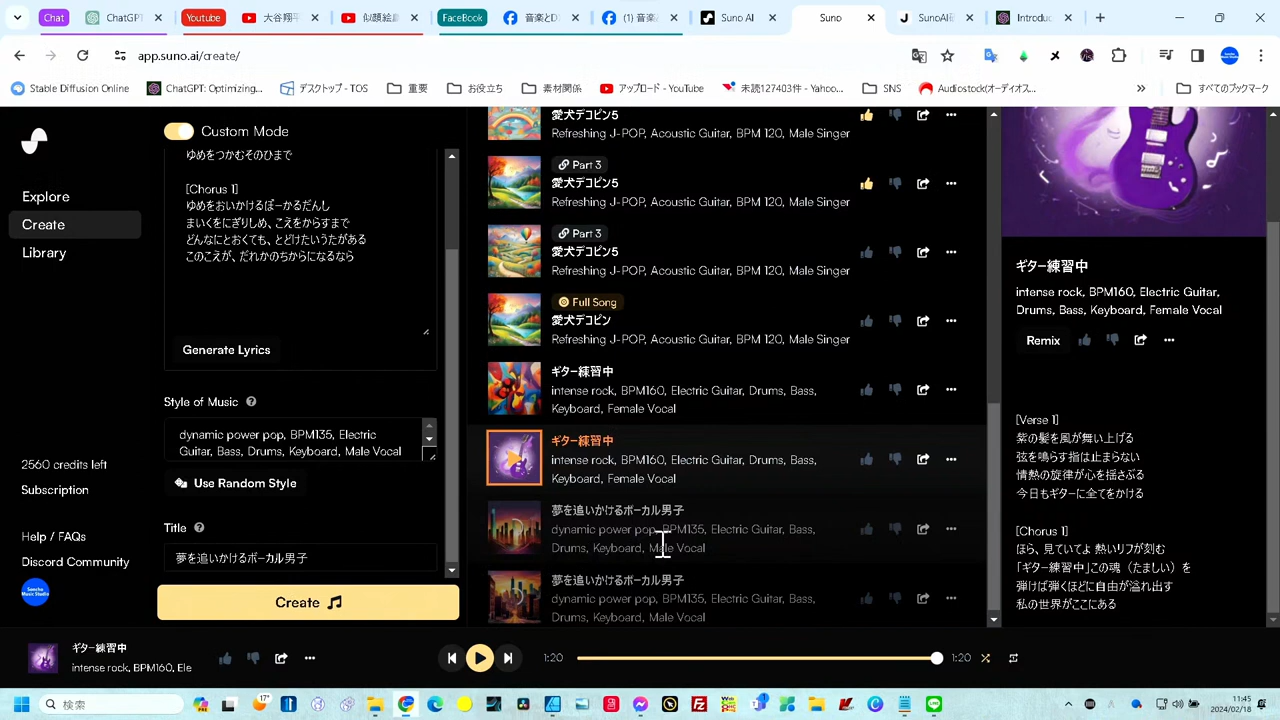 Chat
ChatGP
Youtube
大谷翔平
似顔絵
FaceBook
音楽とD
(1) 音楽
Suno AI
Suno
SunoAI
Introduc
app.suno.ai/create/
Stable Diffusion Online
ChatGPT: Optimizing...
デスクトップ - TOS
重要
お役立ち
素材関係
アップロード - YouTube
未読127403件 - Yahoo...
SNS
Audiostock(オーディオス...
すべてのブックマーク
Explore
Create
Library
2560 credits left
Subscription
Help / FAQs
Discord Community
Custom Mode
ゆめをつかむそのひまで
[Chorus 1]
ゆめをおいかけるぼーかるだんし
まいくをにぎりしめ、こえをからすまで
どんなにとおくても、とどけたいうたがある
このこえが、だれかのちからになるなら
Generate Lyrics
Style of Music
dynamic power pop, BPM135, Electric
Guitar, Bass, Drums, Keyboard, Male Vocal
Use Random Style
Title
夢を追いかけるボーカル男子
Create
愛犬デコピン5
Refreshing J-POP, Acoustic Guitar, BPM 120, Male Singer
Part 3
愛犬デコピン5
Refreshing J-POP, Acoustic Guitar, BPM 120, Male Singer
Part 3
愛犬デコピン5
Refreshing J-POP, Acoustic Guitar, BPM 120, Male Singer
Full Song
愛犬デコピン
Refreshing J-POP, Acoustic Guitar, BPM 120, Male Singer
ギター練習中
intense rock, BPM160, Electric Guitar, Drums, Bass,
Keyboard, Female Vocal
ギター練習中
intense rock, BPM160, Electric Guitar, Drums, Bass,
Keyboard, Female Vocal
夢を追いかけるボーカル男子
dynamic power pop, BPM135, Electric Guitar, Bass,
Drums, Keyboard, Male Vocal
夢を追いかけるボーカル男子
dynamic power pop, BPM135, Electric Guitar, Bass,
Drums, Keyboard, Male Vocal
ギター練習中
intense rock, BPM160, Electric Guitar,
Drums, Bass, Keyboard, Female Vocal
Remix
[Verse 1]
紫の髪を風が舞い上げる
弦を鳴らす指は止まらない
情熱の旋律が心を揺さぶる
今日もギターに全てをかける
[Chorus 1]
ほら、見ていてよ 熱いリフが刻む
「ギター練習中」この魂（たましい）を
弾けば弾くほどに自由が溢れ出す
私の世界がここにある
ギター練習中
intense rock, BPM160, Ele
1:20
1:20
検索
17°
11:45
2024/02/18